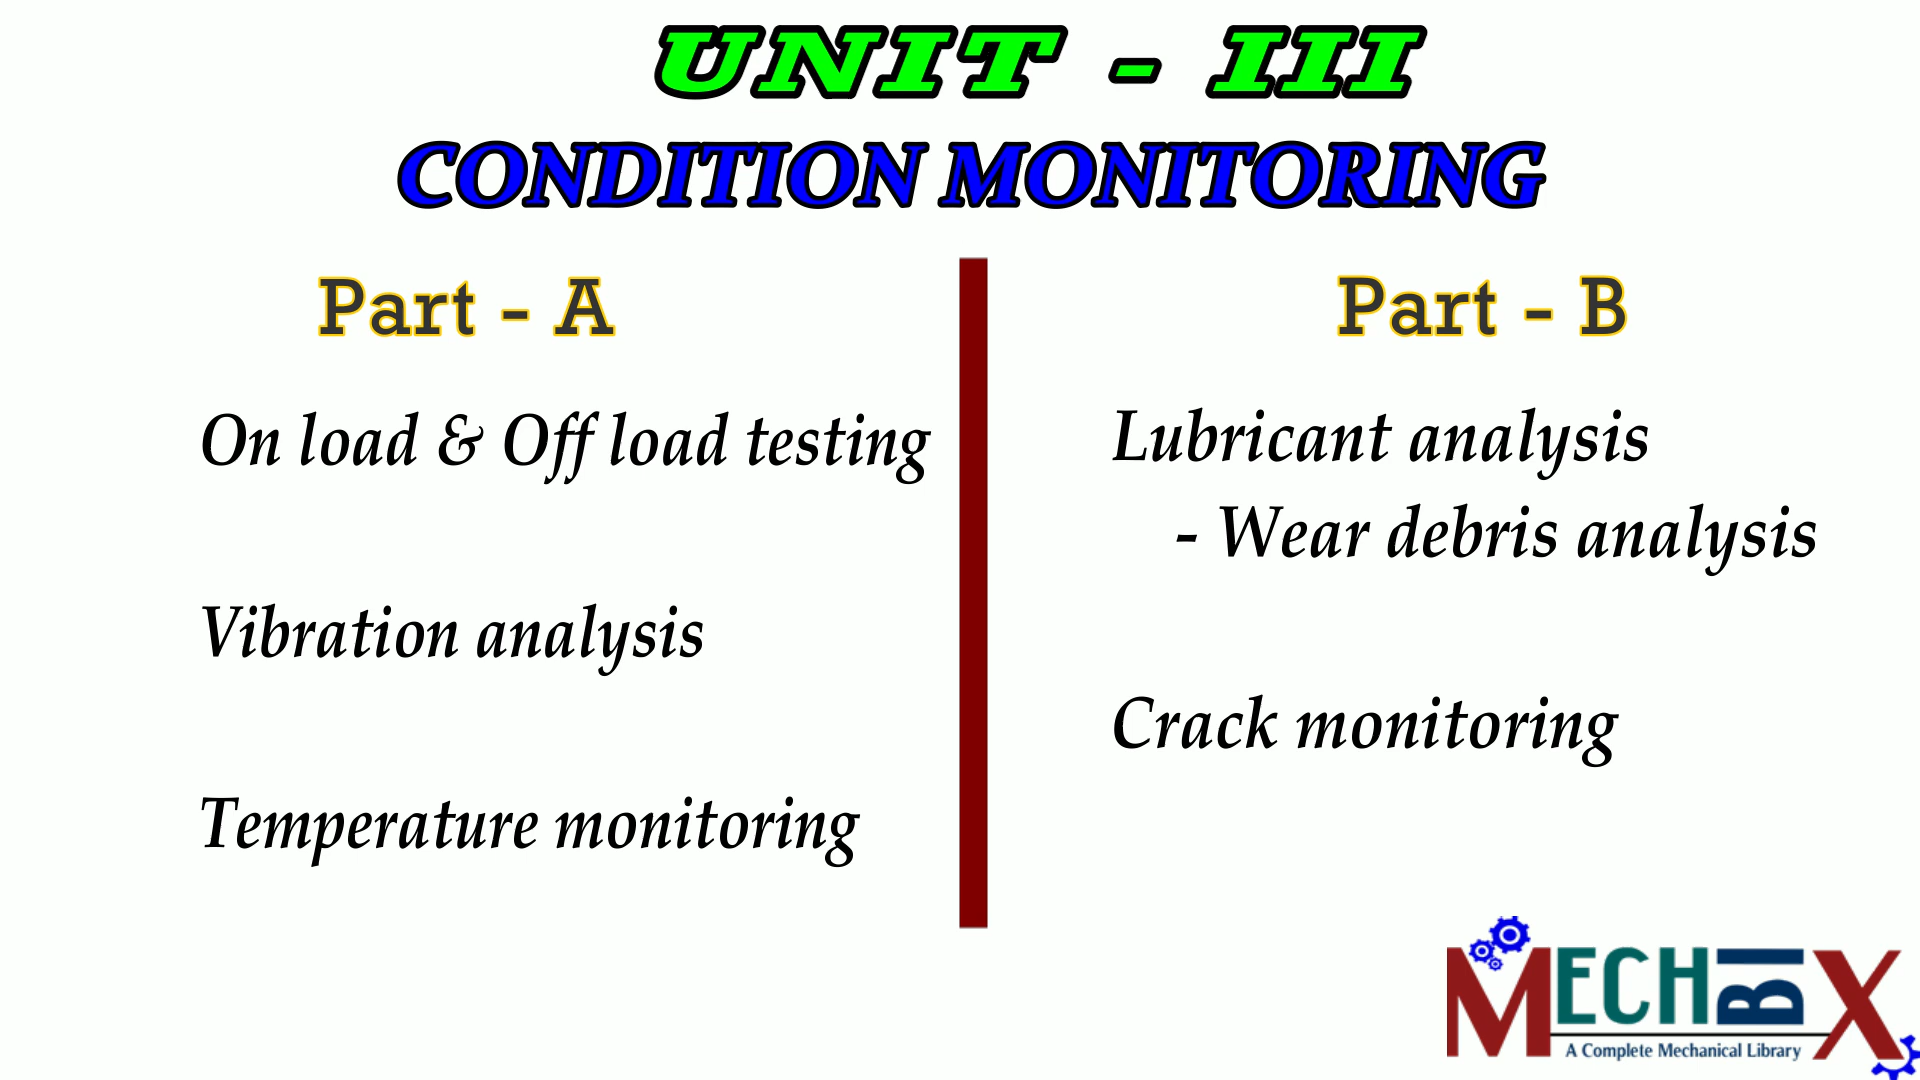 UNIT - III
CONDITION MONITORING
Part - A
On load & Off load testing
Vibration analysis
Temperature monitoring
Part - B
Lubricant analysis
- Wear debris analysis
Crack monitoring
MECHBIX
A Complete Mechanical Library